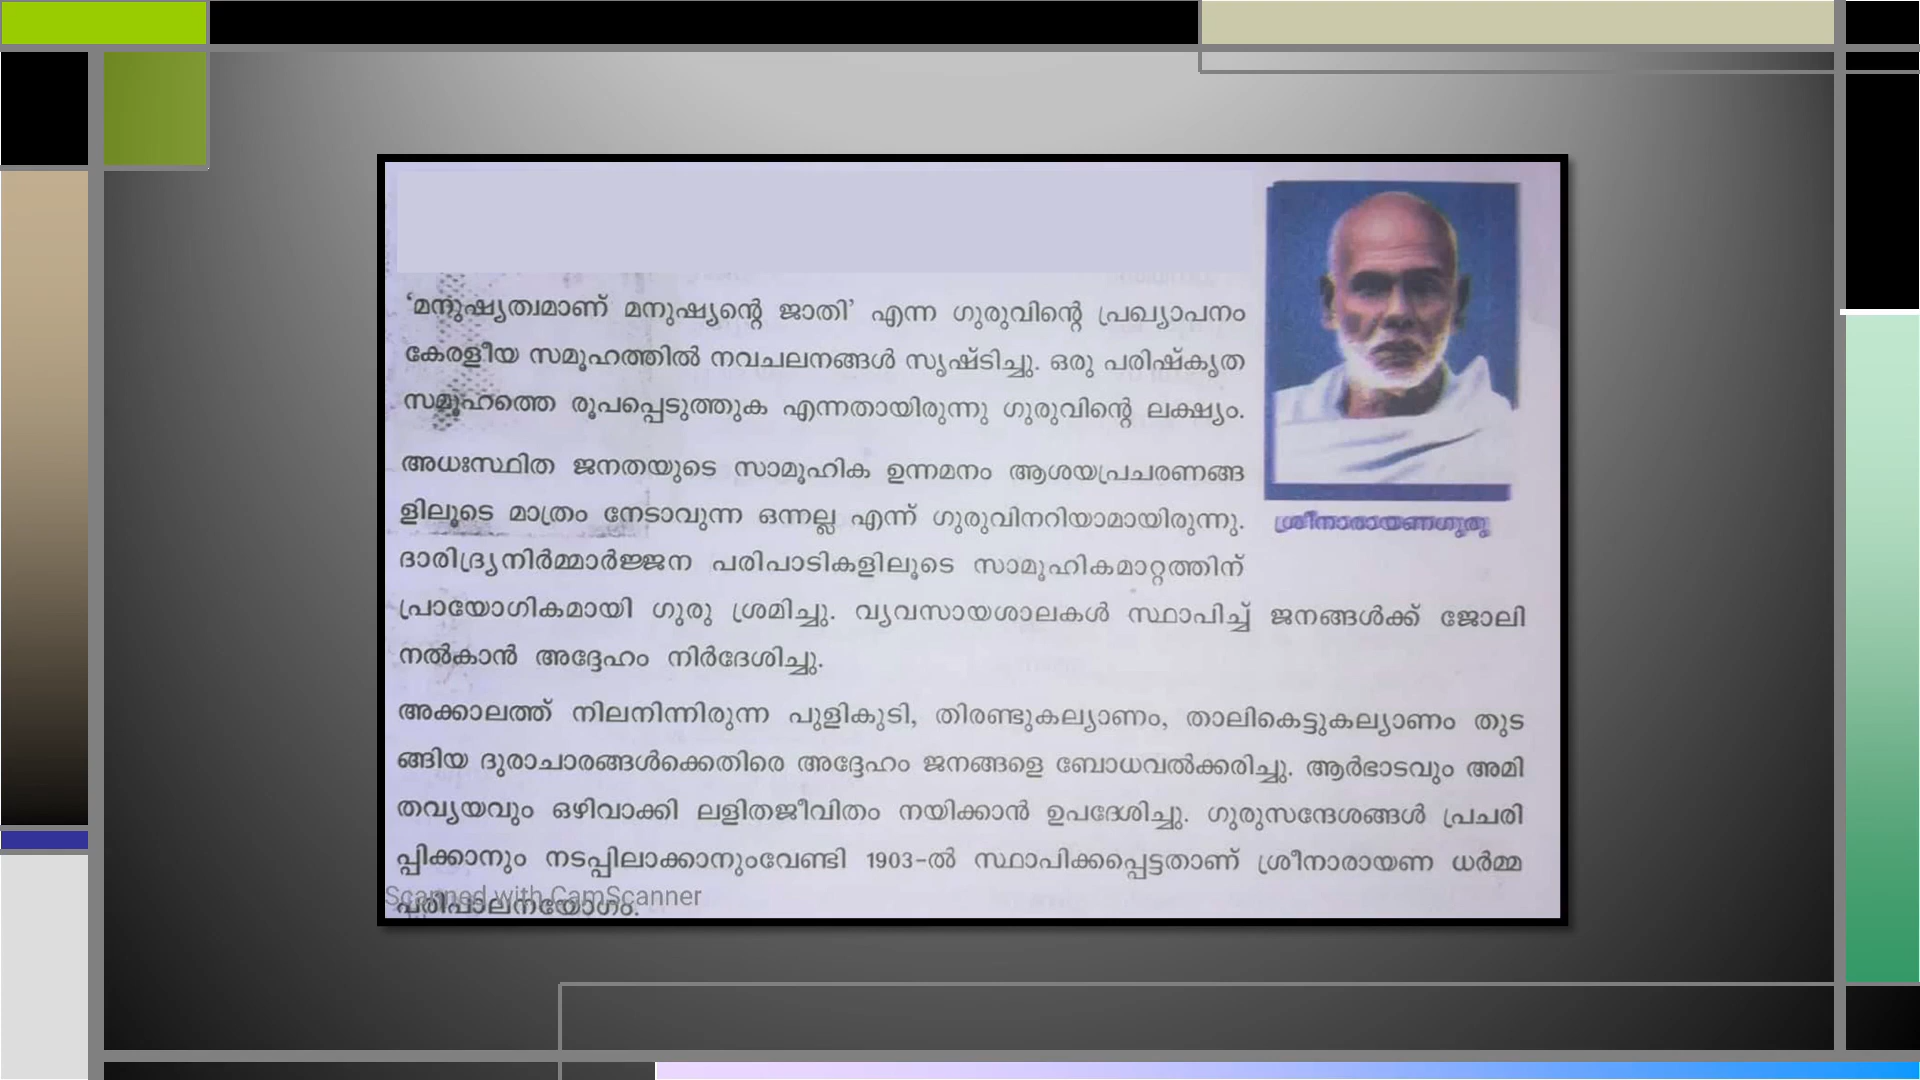 ‘മനുഷ്യത്വമാണ് മനുഷ്യന്റെ ജാതി’ എന്ന ഗുരുവിന്റെ പ്രഖ്യാപനം
കേരളീയ സമൂഹത്തിൽ നവചലനങ്ങൾ സൃഷ്ടിച്ചു. ഒരു പരിഷ്കൃത
സമൂഹത്തെ രൂപപ്പെടുത്തുക എന്നതായിരുന്നു ഗുരുവിന്റെ ലക്ഷ്യം.
അധഃസ്ഥിത ജനതയുടെ സാമൂഹിക ഉന്നമനം ആശയപ്രചരണങ്ങ
ളിലൂടെ മാത്രം നേടാവുന്ന ഒന്നല്ല എന്ന് ഗുരുവിനറിയാമായിരുന്നു.
ശ്രീനാരായണഗുരു
ദാരിദ്ര്യനിർമ്മാർജ്ജന പരിപാടികളിലൂടെ സാമൂഹികമാറ്റത്തിന്
പ്രായോഗികമായി ഗുരു ശ്രമിച്ചു. വ്യവസായശാലകൾ സ്ഥാപിച്ച് ജനങ്ങൾക്ക് ജോലി
നൽകാൻ അദ്ദേഹം നിർദേശിച്ചു.
അക്കാലത്ത് നിലനിന്നിരുന്ന പുളികുടി, തിരണ്ടുകല്യാണം, താലികെട്ടുകല്യാണം തുട
ങ്ങിയ ദുരാചാരങ്ങൾക്കെതിരെ അദ്ദേഹം ജനങ്ങളെ ബോധവൽക്കരിച്ചു. ആർഭാടവും അമി
തവ്യയവും ഒഴിവാക്കി ലളിതജീവിതം നയിക്കാൻ ഉപദേശിച്ചു. ഗുരുസന്ദേശങ്ങൾ പ്രചരി
പ്പിക്കാനും നടപ്പിലാക്കാനുംവേണ്ടി 1903-ൽ സ്ഥാപിക്കപ്പെട്ടതാണ് ശ്രീനാരായണ ധർമ്മ
പരിപാലനയോഗം.
Scanned with CamScanner